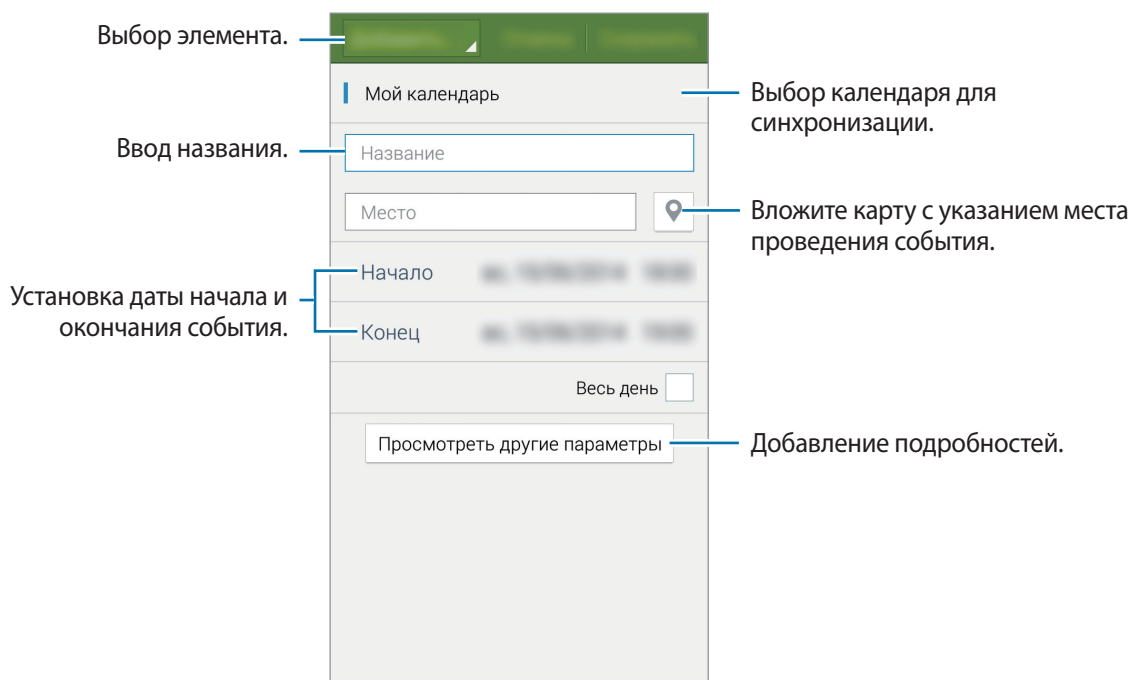 Выбор элемента.
Мой календарь
Выбор календаря для
синхронизации.
Ввод названия.
Название
Место
Вложите карту с указанием места
проведения события.
Установка даты начала и
окончания события.
Начало
Конец
Весь день
Просмотреть другие параметры
Добавление подробностей.